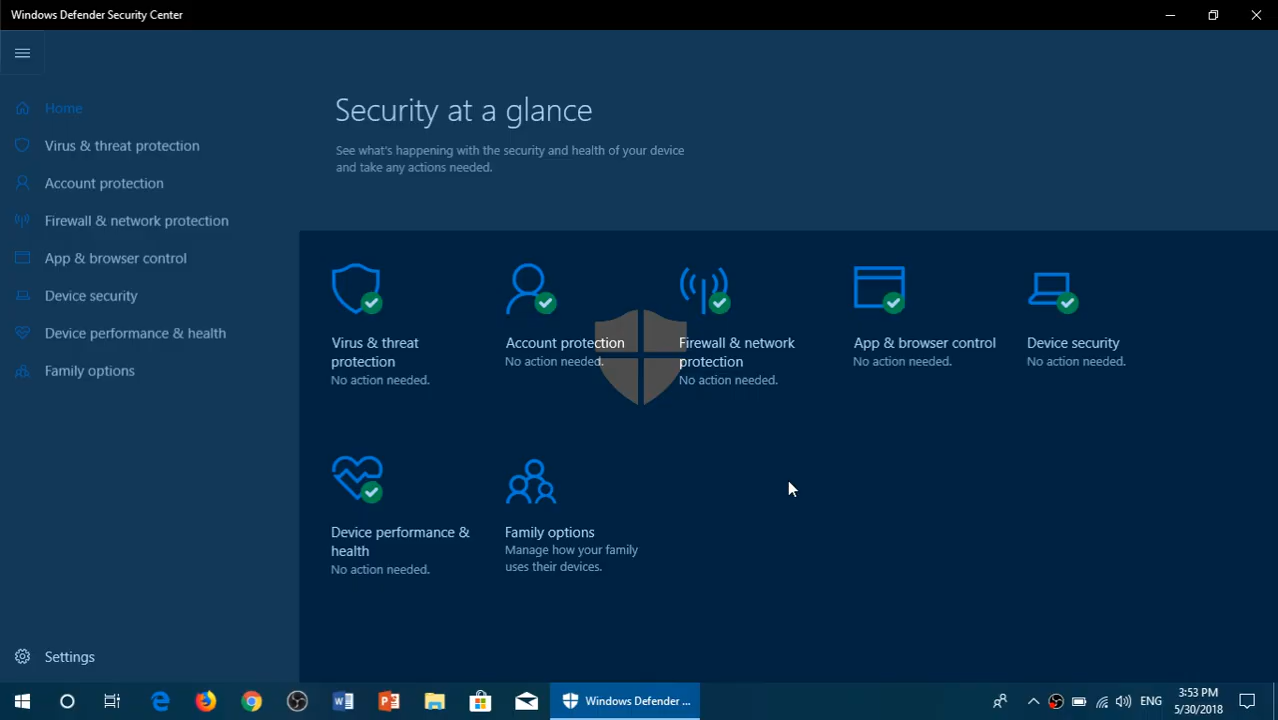 Windows Defender Security Center
Home
Virus & threat protection
Account protection
Firewall & network protection
App & browser control
Device security
Device performance & health
Family options
Settings
Security at a glance
See what's happening with the security and health of your device
and take any actions needed.
Virus & threat
protection
No action needed.
Account protection
No action needed.
Firewall & network
protection
No action needed.
App & browser control
No action needed.
Device security
No action needed.
Device performance &
health
No action needed.
Family options
Manage how your family
uses their devices.
Windows Defender ...
ENG
3:53 PM
5/30/2018